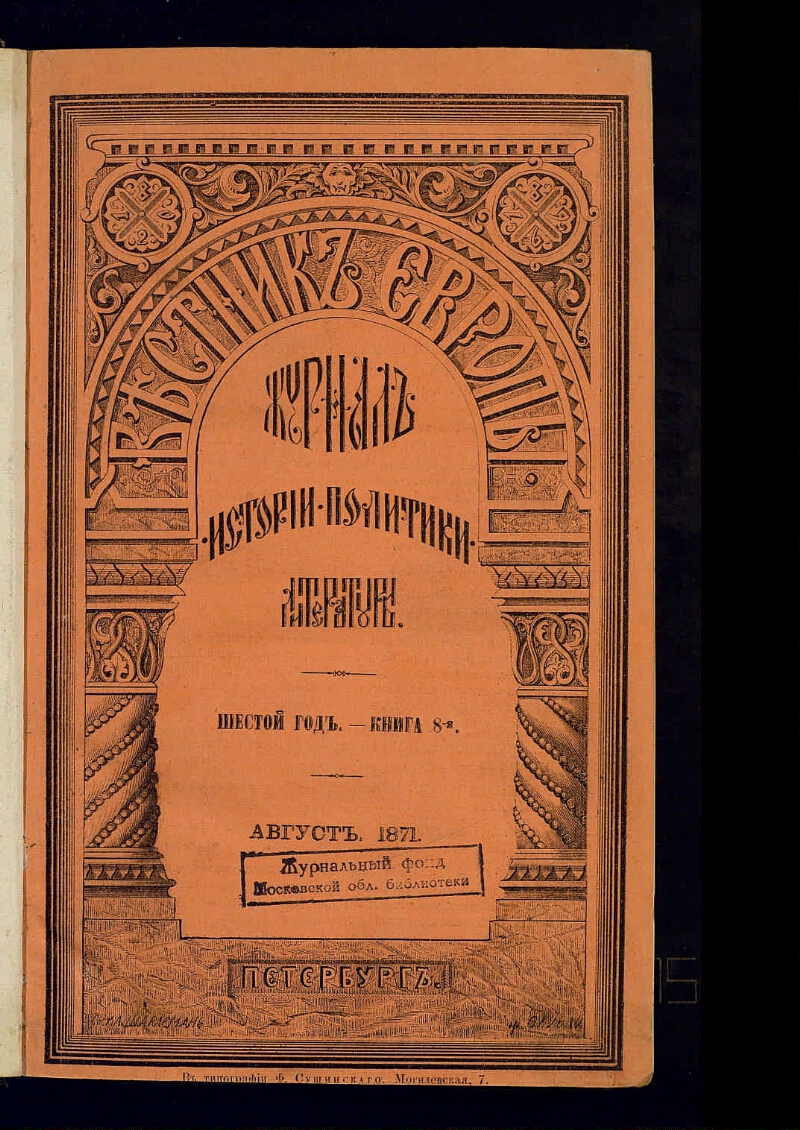 ВѢСТНИКЪ ЕВРОПЫ
ЖУРНАЛЪ
·ИСТОРІИ·ПОЛИТИКИ·
ЛИТЕРАТУРЫ.
ШЕСТОЙ ГОДЪ. — КНИГА 8-я.
АВГУСТЪ. 1871.
Журнальный фонд
Московской обл. библиотеки
ПЕТЕРБУРГЪ.
Въ типографіи Ф. Сущинскаго, Могилевская, 7.